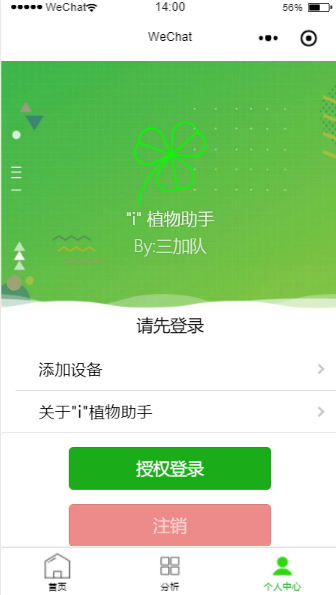 ●●●●● WeChat 14:00 56%
WeChat
"i" 植物助手
By:三加队
请先登录
添加设备
关于"i"植物助手
授权登录
注销
首页 分析 个人中心